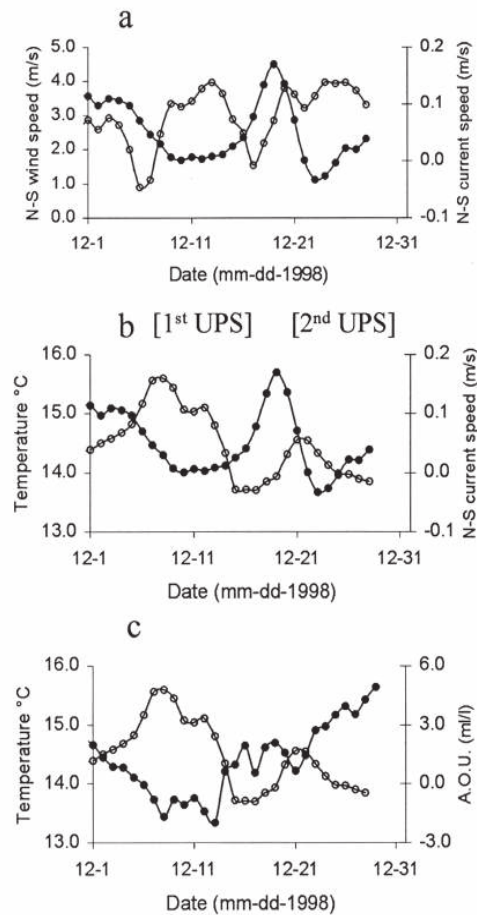 a
N-S wind speed (m/s)
5.0
4.0
3.0
2.0
1.0
0.0
0.2
0.1
0.0
-0.1
N-S current speed (m/s)
12-1 12-11 12-21 12-31
Date (mm-dd-1998)
b [1st UPS] [2nd UPS]
Temperature °C
16.0
15.0
14.0
13.0
0.2
0.1
0.0
-0.1
N-S current speed (m/s)
12-1 12-11 12-21 12-31
Date (mm-dd-1998)
c
Temperature °C
16.0
15.0
14.0
13.0
6.0
3.0
0.0
-3.0
A.O.U. (ml/l)
12-1 12-11 12-21 12-31
Date (mm-dd-1998)